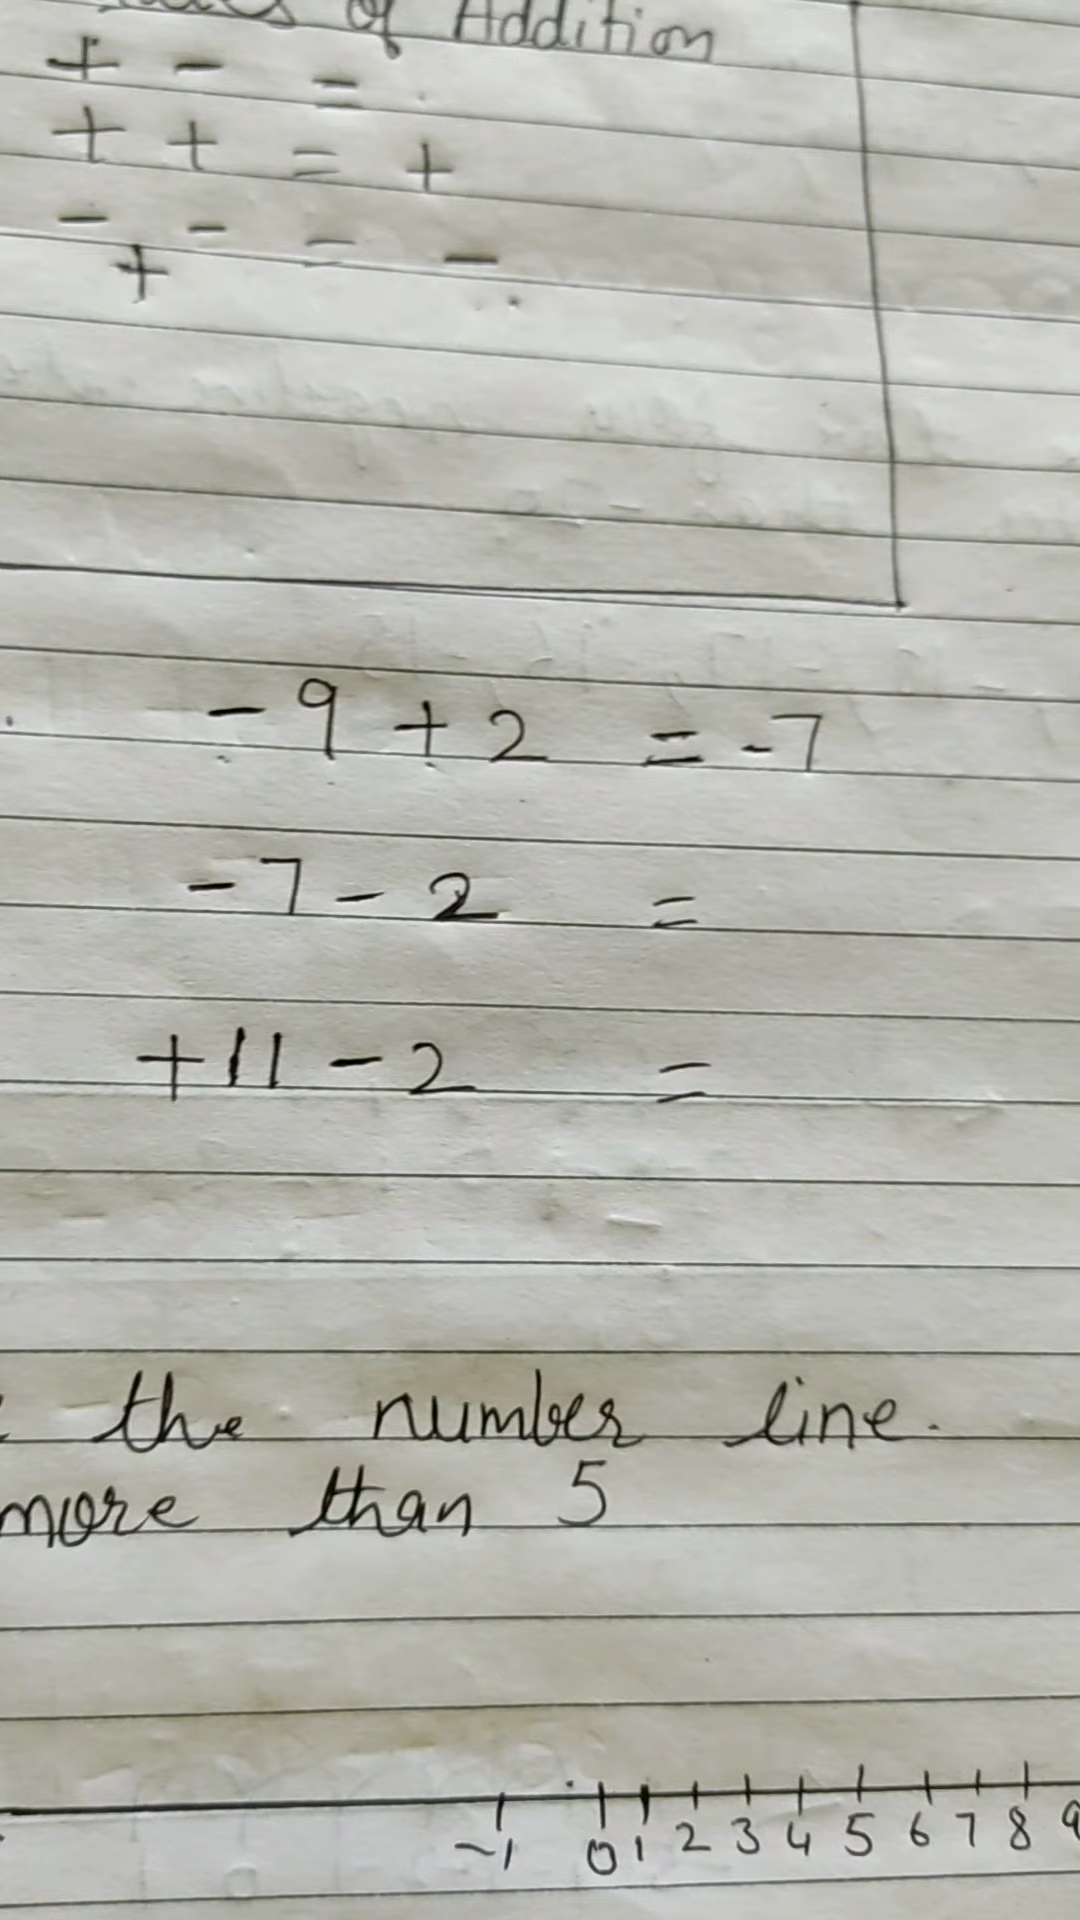 of Addition
+ - =
+ + = +
- - = -
+
- 9 + 2 = -7
- 7 - 2 =
+11 - 2 =
the number line.
more than 5
-1 0 1 2 3 4 5 6 7 8 9